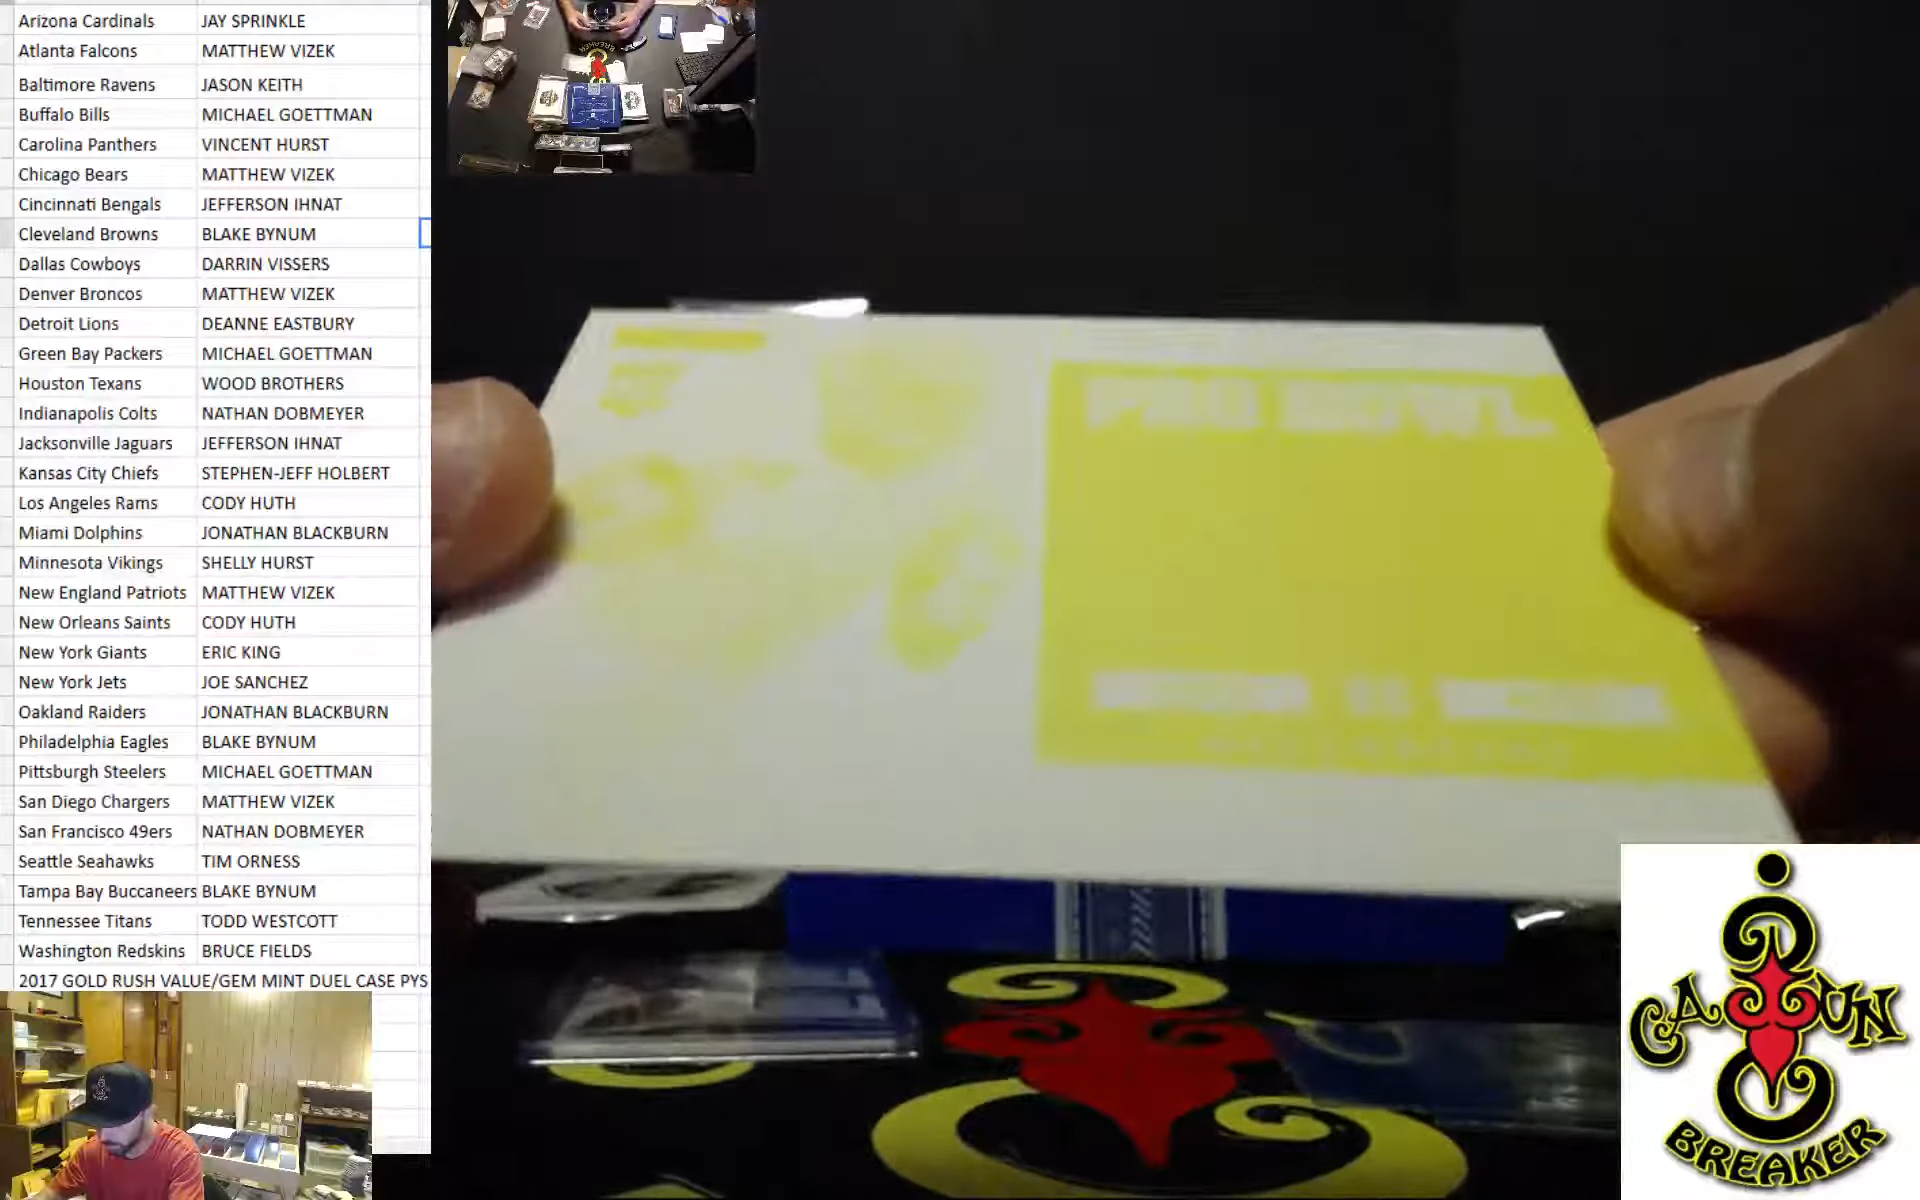 Arizona Cardinals JAY SPRINKLE
Atlanta Falcons MATTHEW VIZEK
Baltimore Ravens JASON KEITH
Buffalo Bills MICHAEL GOETTMAN
Carolina Panthers VINCENT HURST
Chicago Bears MATTHEW VIZEK
Cincinnati Bengals JEFFERSON IHNAT
Cleveland Browns BLAKE BYNUM
Dallas Cowboys DARRIN VISSERS
Denver Broncos MATTHEW VIZEK
Detroit Lions DEANNE EASTBURY
Green Bay Packers MICHAEL GOETTMAN
Houston Texans WOOD BROTHERS
Indianapolis Colts NATHAN DOBMEYER
Jacksonville Jaguars JEFFERSON IHNAT
Kansas City Chiefs STEPHEN-JEFF HOLBERT
Los Angeles Rams CODY HUTH
Miami Dolphins JONATHAN BLACKBURN
Minnesota Vikings SHELLY HURST
New England Patriots MATTHEW VIZEK
New Orleans Saints CODY HUTH
New York Giants ERIC KING
New York Jets JOE SANCHEZ
Oakland Raiders JONATHAN BLACKBURN
Philadelphia Eagles BLAKE BYNUM
Pittsburgh Steelers MICHAEL GOETTMAN
San Diego Chargers MATTHEW VIZEK
San Francisco 49ers NATHAN DOBMEYER
Seattle Seahawks TIM ORNESS
Tampa Bay Buccaneers BLAKE BYNUM
Tennessee Titans TODD WESTCOTT
Washington Redskins BRUCE FIELDS
2017 GOLD RUSH VALUE/GEM MINT DUEL CASE PYS
PRO BOWL
CAJUN
BREAKER